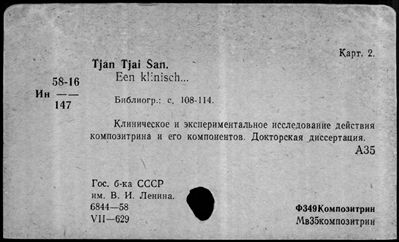 Карт. 2.
Tjan Tjai San.
58-16
Een klinisch...
Ин — —
147
Библиогр.: с. 108-114.
Клиническое и экспериментальное исследование действия
композитрина и его компонентов. Докторская диссертация.
А35
Гос. б-ка СССР
им. В. И. Ленина.
6844—58
VII—629
Ф349Композитрин
Мв35композитрин